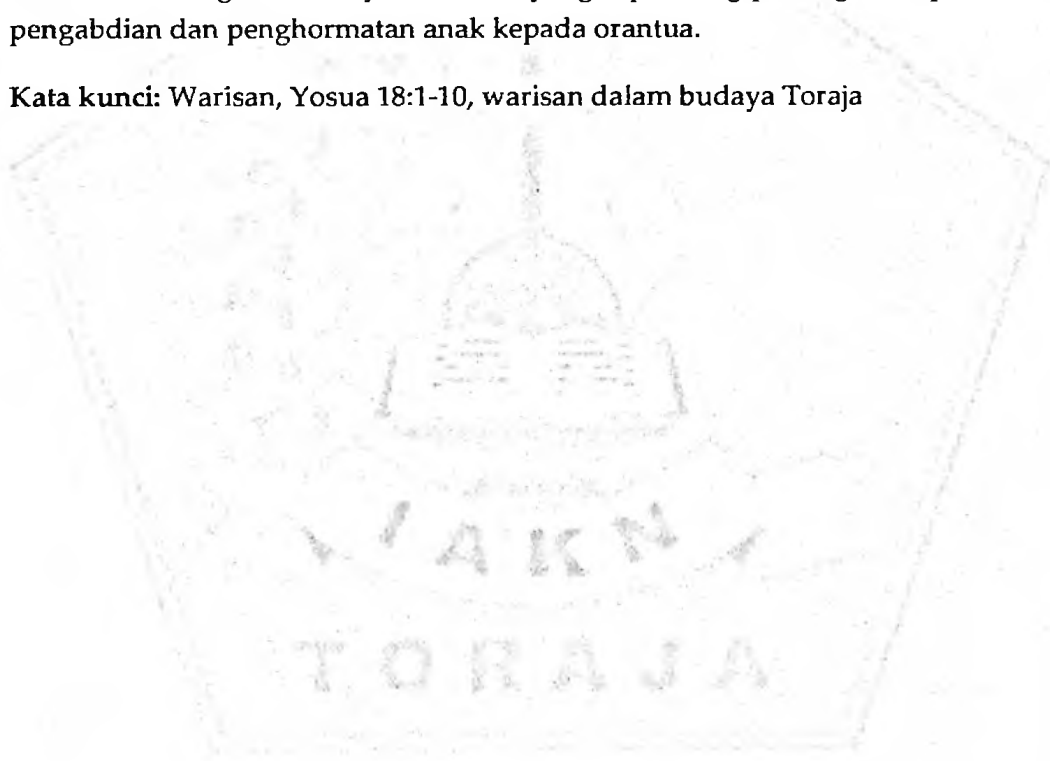 pengabdian dan penghormatan anak kepada orantua.
Kata kunci: Warisan, Yosua 18:1-10, warisan dalam budaya Toraja
IAKN
TORAJA